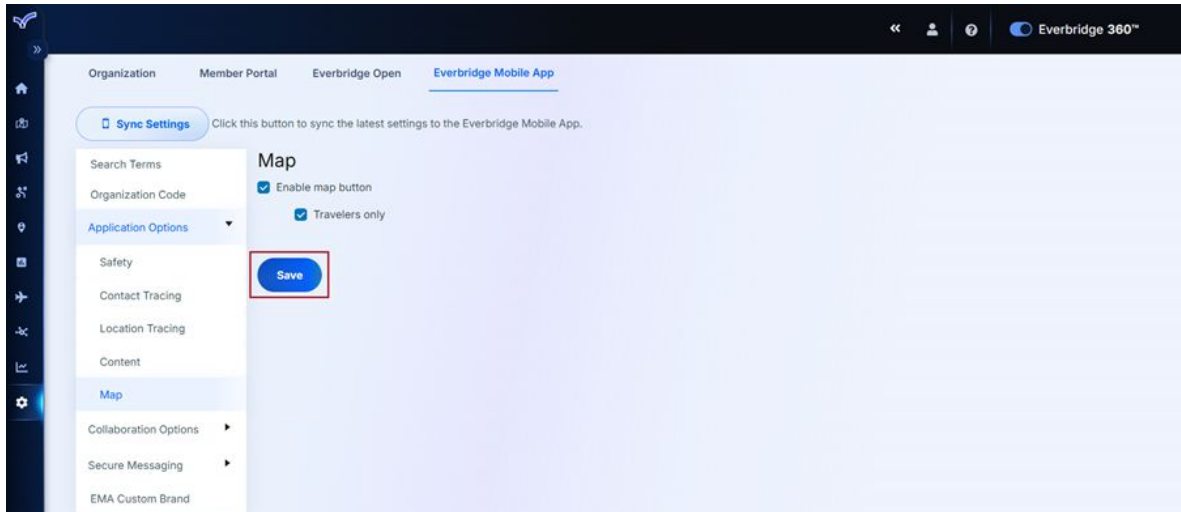 Everbridge 360™
Organization Member Portal Everbridge Open Everbridge Mobile App
Sync Settings Click this button to sync the latest settings to the Everbridge Mobile App.
Search Terms
Organization Code
Application Options
Safety
Contact Tracing
Location Tracing
Content
Map
Collaboration Options
Secure Messaging
EMA Custom Brand
Map
Enable map button
Travelers only
Save